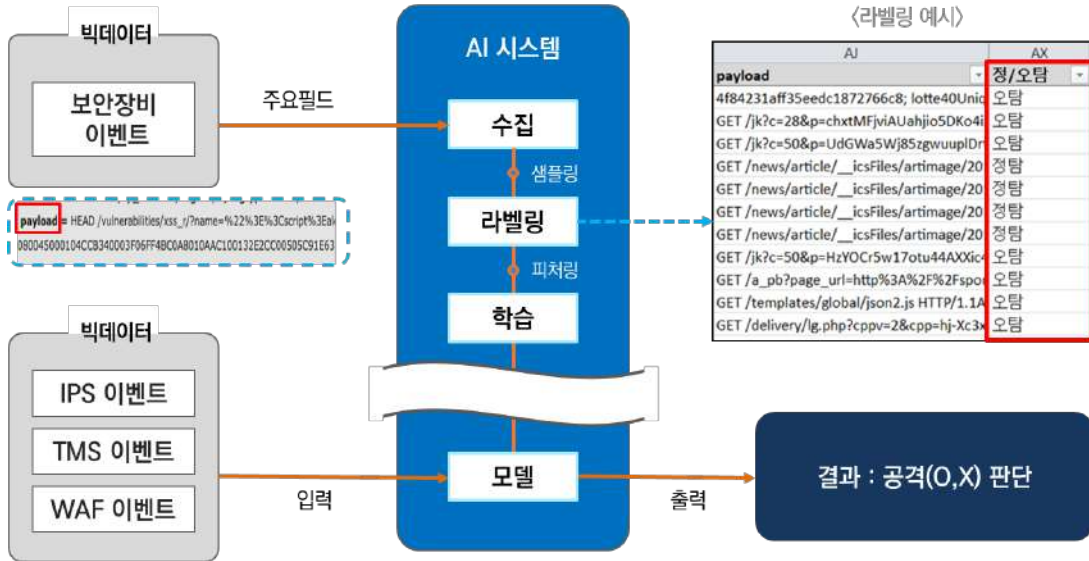 빅데이터
보안장비
이벤트
주요필드
payload = HEAD /vulnerabilities/xss_r/?name=%22%3E%3Cscript%3Eal
080045000104CCB340003F06FF4BC0A8010AAC100132E2CC00505C91E63
빅데이터
IPS 이벤트
TMS 이벤트
WAF 이벤트
입력
AI 시스템
수집
샘플링
라벨링
피처링
학습
모델
출력
결과 : 공격(O,X) 판단
〈라벨링 예시〉
AJ AX
payload 정/오탐
4f84231aff35eedc1872766c8; lotte40Uniq 오탐
GET /jk?c=28&p=chxtMFjviAUahjio5DKo4i 오탐
GET /jk?c=50&p=UdGWa5Wj85zgwuuplDr 오탐
GET /news/article/__icsFiles/artimage/20 정탐
GET /news/article/__icsFiles/artimage/20 정탐
GET /news/article/__icsFiles/artimage/20 정탐
GET /news/article/__icsFiles/artimage/20 정탐
GET /jk?c=50&p=HzYOCr5w17otu44AXXic4 오탐
GET /a_pb?page_url=http%3A%2F%2Fspor 오탐
GET /templates/global/json2.js HTTP/1.1A 오탐
GET /delivery/lg.php?cppv=2&cpp=hj-Xc3x 오탐